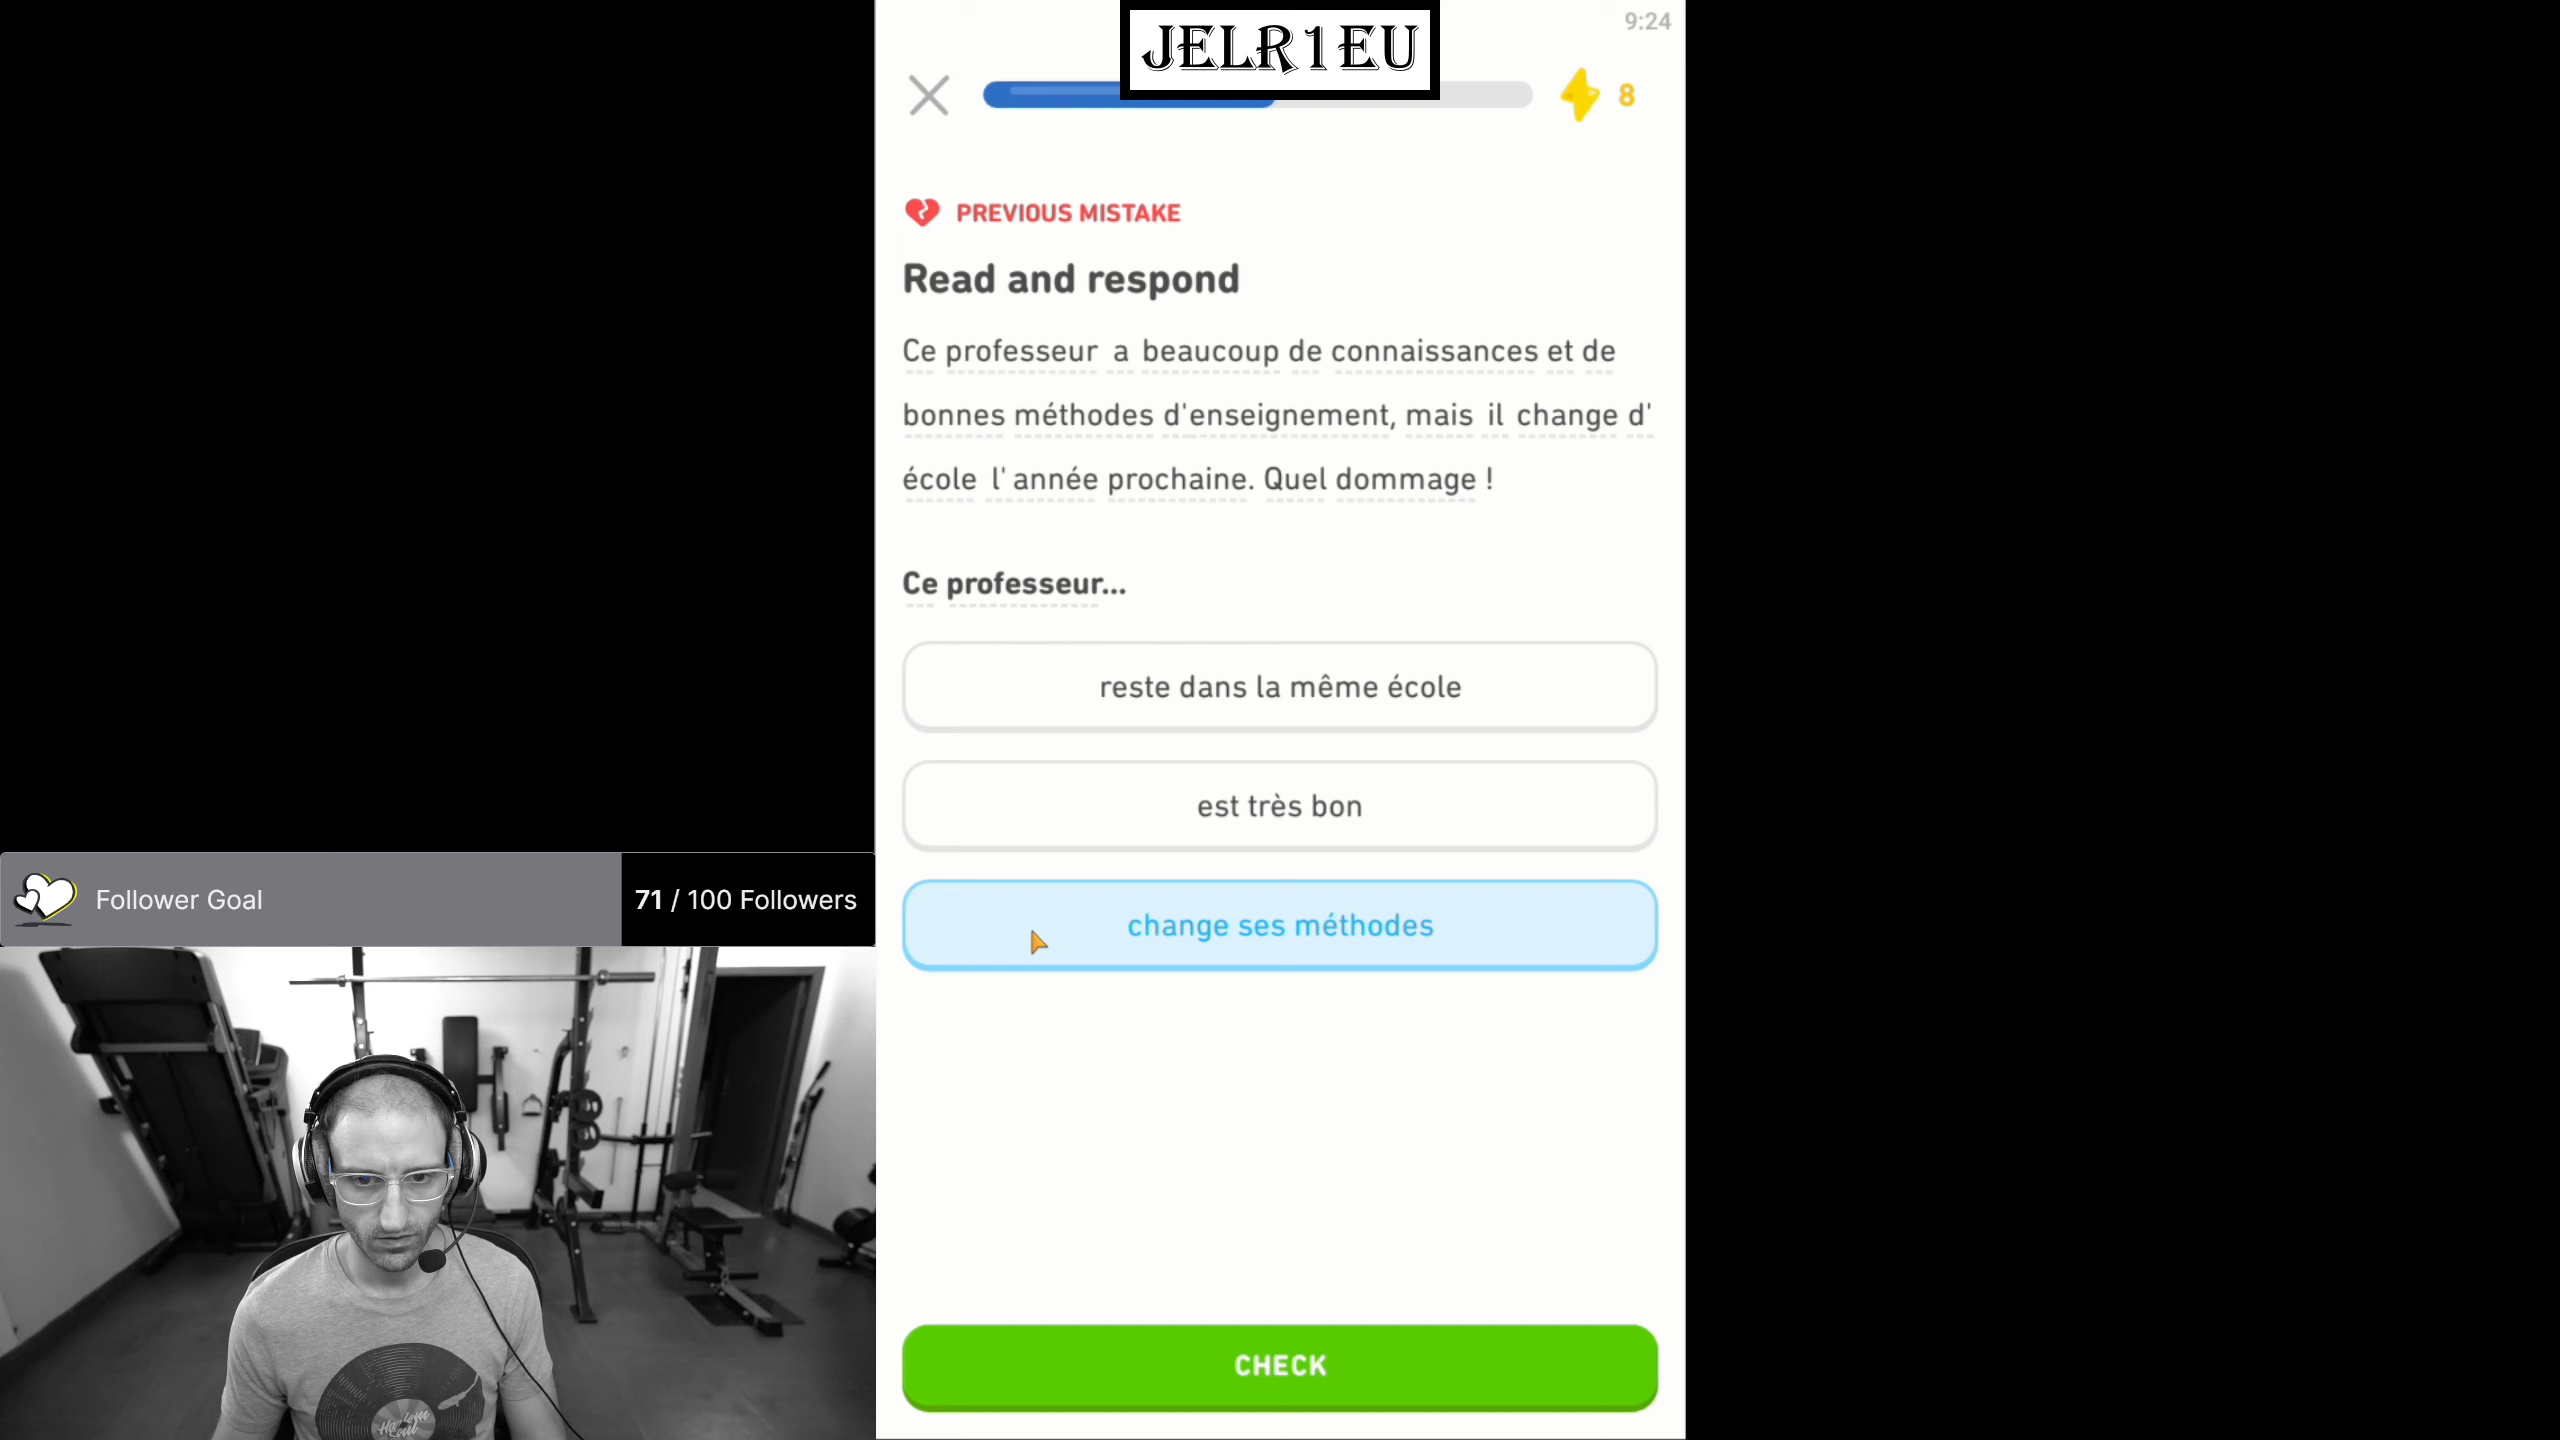 JELR1EU
9:24
8
PREVIOUS MISTAKE
Read and respond
Ce professeur a beaucoup de connaissances et de
bonnes méthodes d'enseignement, mais il change d'
école l'année prochaine. Quel dommage !
Ce professeur...
reste dans la même école
est très bon
change ses méthodes
CHECK
Follower Goal
71 / 100 Followers
Harlem
Soul